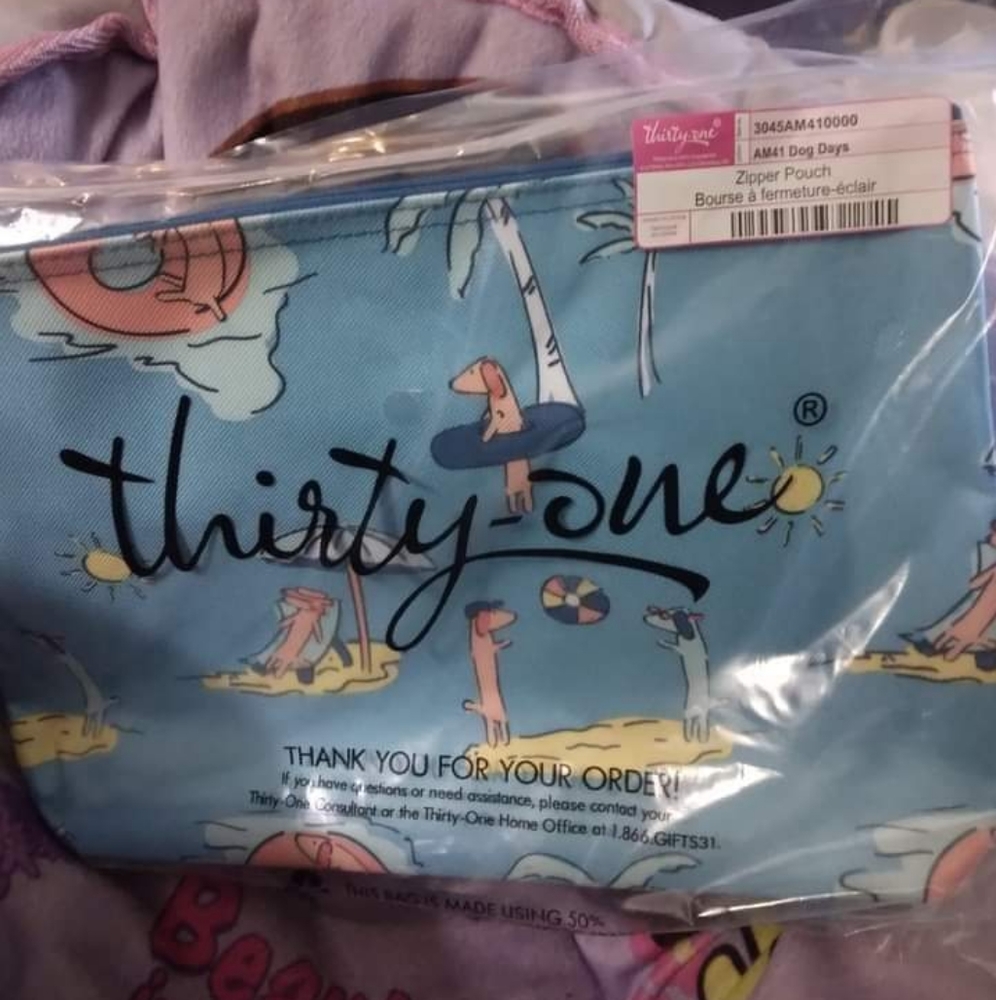 thirty-one®
3045AM410000
AM41 Dog Days
Zipper Pouch
Bourse à fermeture-éclair
thirty-one®
THANK YOU FOR YOUR ORDER!
If you have questions or need assistance, please contact your
Thirty-One Consultant or the Thirty-One Home Office at 1.866.GIFTS31.
THIS BAG IS MADE USING 50%